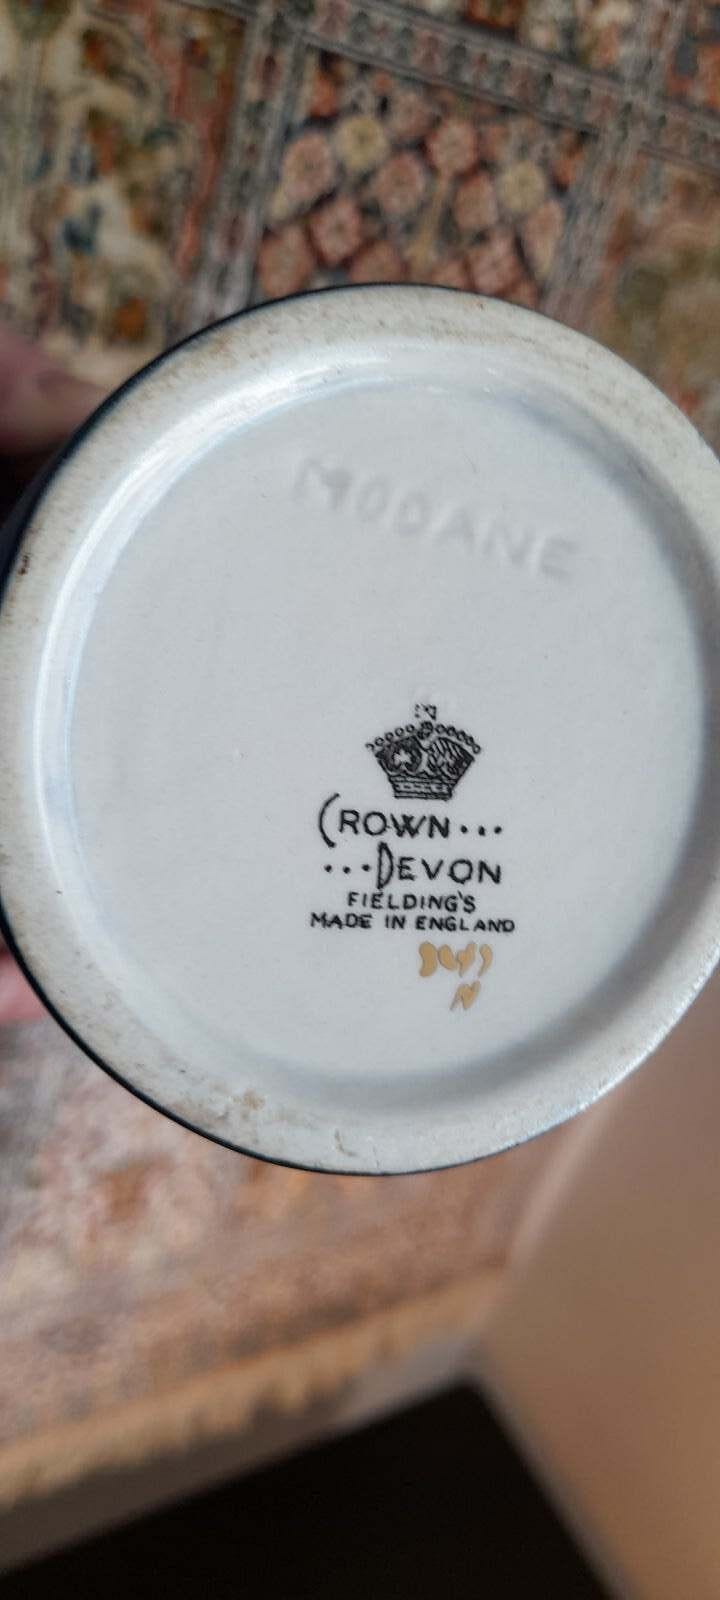 MODANE
CROWN...
...DEVON
FIELDING'S
MADE IN ENGLAND